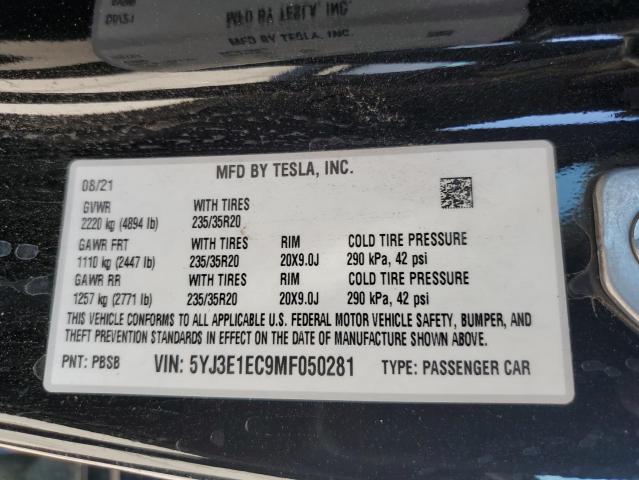 MFD BY TESLA, INC.
MFD BY TESLA, INC.
08/21
GVWR WITH TIRES
2220 kg (4894 lb) 235/35R20
GAWR FRT WITH TIRES RIM COLD TIRE PRESSURE
1110 kg (2447 lb) 235/35R20 20X9.0J 290 kPa, 42 psi
GAWR RR WITH TIRES RIM COLD TIRE PRESSURE
1257 kg (2771 lb) 235/35R20 20X9.0J 290 kPa, 42 psi
THIS VEHICLE CONFORMS TO ALL APPLICABLE U.S. FEDERAL MOTOR VEHICLE SAFETY, BUMPER, AND
THEFT PREVENTION STANDARDS IN EFFECT ON THE DATE OF MANUFACTURE SHOWN ABOVE.
PNT: PBSB VIN: 5YJ3E1EC9MF050281 TYPE: PASSENGER CAR